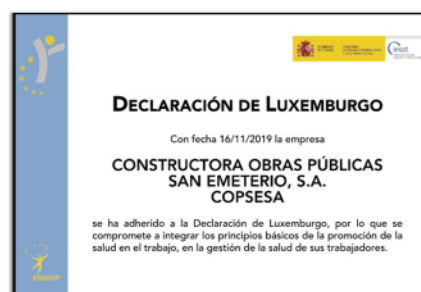 DECLARACIÓN DE LUXEMBURGO
Con fecha 16/11/2019 la empresa
CONSTRUCTORA OBRAS PÚBLICAS
SAN EMETERIO, S.A.
COPSESA
se ha adherido a la Declaración de Luxemburgo, por lo que se
compromete a integrar los principios básicos de la promoción de la
salud en el trabajo, en la gestión de la salud de sus trabajadores.
ENWHP